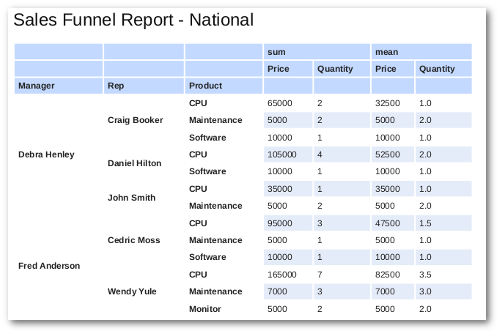 Sales Funnel Report - National
sum mean
Price Quantity Price Quantity
Manager Rep Product
CPU 65000 2 32500 1.0
Craig Booker Maintenance 5000 2 5000 2.0
Software 10000 1 10000 1.0
Debra Henley CPU 105000 4 52500 2.0
Daniel Hilton
Software 10000 1 10000 1.0
CPU 35000 1 35000 1.0
John Smith
Maintenance 5000 2 5000 2.0
CPU 95000 3 47500 1.5
Cedric Moss Maintenance 5000 1 5000 1.0
Software 10000 1 10000 1.0
Fred Anderson
CPU 165000 7 82500 3.5
Wendy Yule Maintenance 7000 3 7000 3.0
Monitor 5000 2 5000 2.0